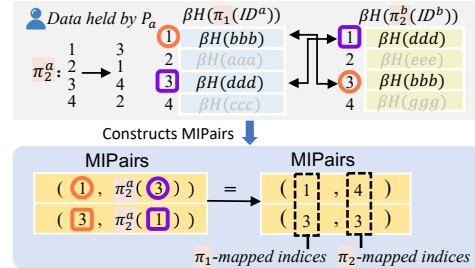 Data held by P_a
βH(π₁(IDᵃ))
βH(π₂ᵇ(IDᵇ))
π₂ᵃ:
1 3
2 1
3 4
4 2
1 βH(bbb)
2 βH(aaa)
3 βH(ddd)
4 βH(ccc)
1 βH(ddd)
2 βH(eee)
3 βH(bbb)
4 βH(ggg)
Constructs MIPairs
MIPairs
MIPairs
( 1 , π₂ᵃ( 3 ))
=
( 1 , 4 )
( 3 , π₂ᵃ( 1 ))
( 3 , 3 )
π₁-mapped indices
π₂-mapped indices